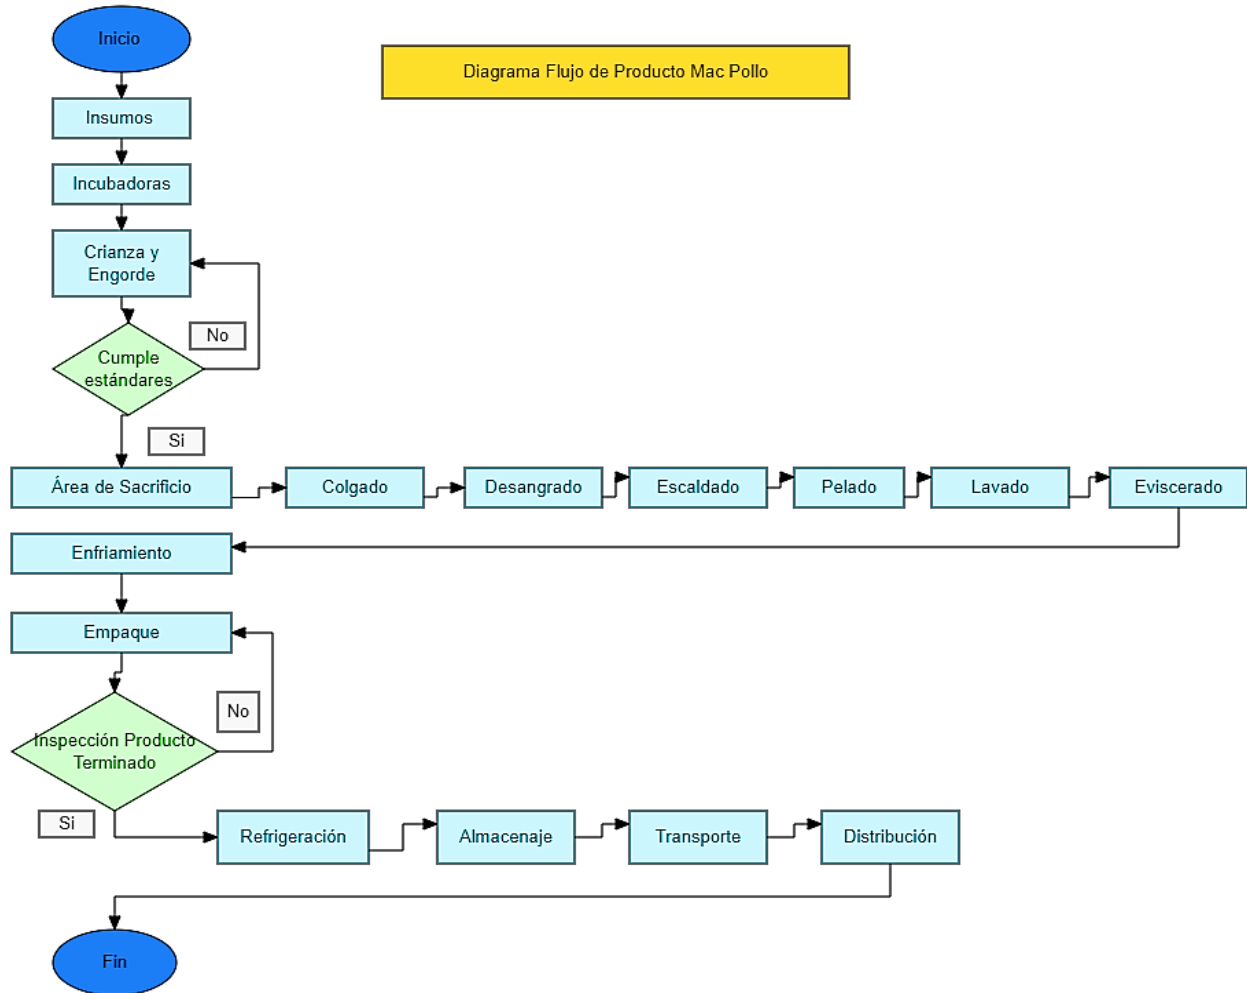 Inicio
Diagrama Flujo de Producto Mac Pollo
Insumos
Incubadoras
Crianza y
Engorde
No
Cumple
estándares
Si
Área de Sacrificio
Colgado
Desangrado
Escaldado
Pelado
Lavado
Eviscerado
Enfriamiento
Empaque
No
Inspección Producto
Terminado
Si
Refrigeración
Almacenaje
Transporte
Distribución
Fin